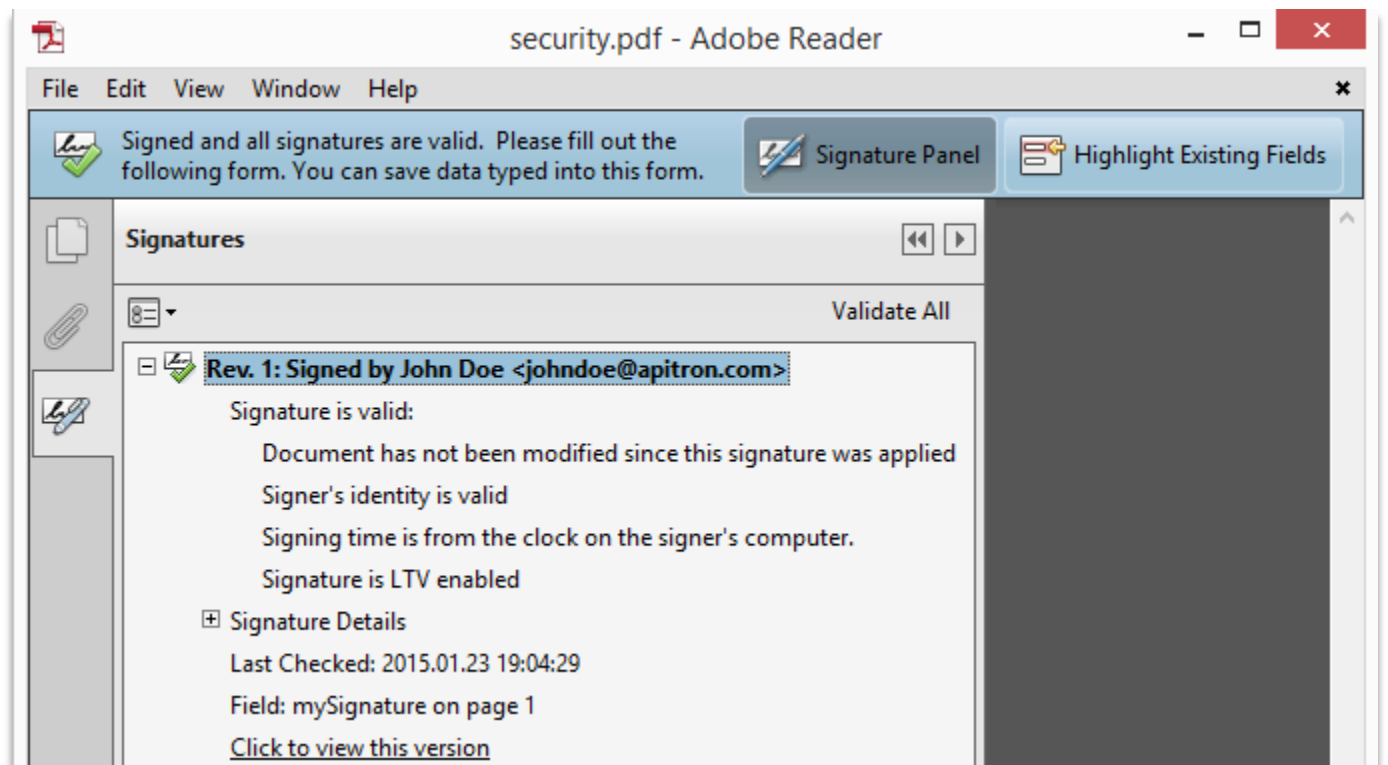 security.pdf - Adobe Reader
File Edit View Window Help
Signed and all signatures are valid. Please fill out the
following form. You can save data typed into this form.
Signature Panel
Highlight Existing Fields
Signatures
Validate All
Rev. 1: Signed by John Doe <johndoe@apitron.com>
Signature is valid:
Document has not been modified since this signature was applied
Signer's identity is valid
Signing time is from the clock on the signer's computer.
Signature is LTV enabled
Signature Details
Last Checked: 2015.01.23 19:04:29
Field: mySignature on page 1
Click to view this version